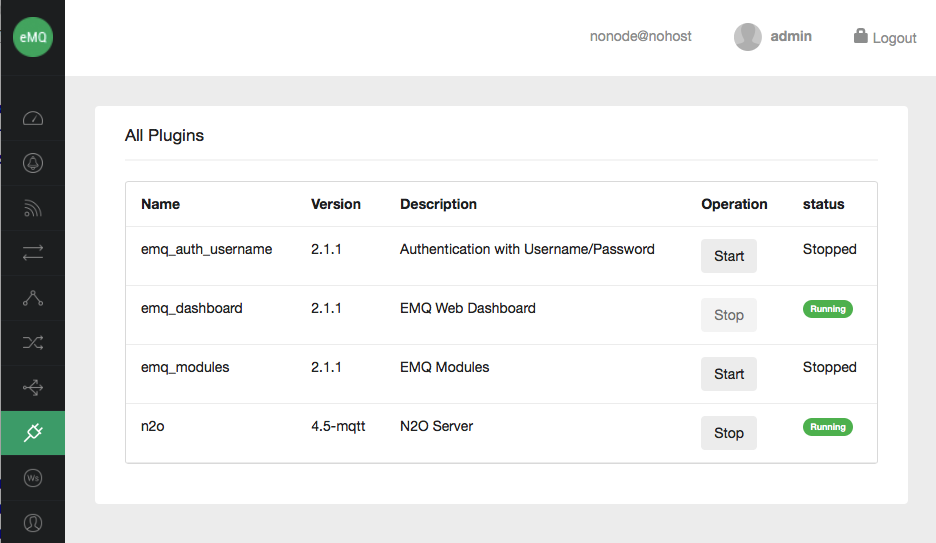 eMQ
nonode@nohost admin Logout
All Plugins
Name Version Description Operation status
emq_auth_username 2.1.1 Authentication with Username/Password Start Stopped
emq_dashboard 2.1.1 EMQ Web Dashboard Stop Running
emq_modules 2.1.1 EMQ Modules Start Stopped
n2o 4.5-mqtt N2O Server Stop Running
Ws